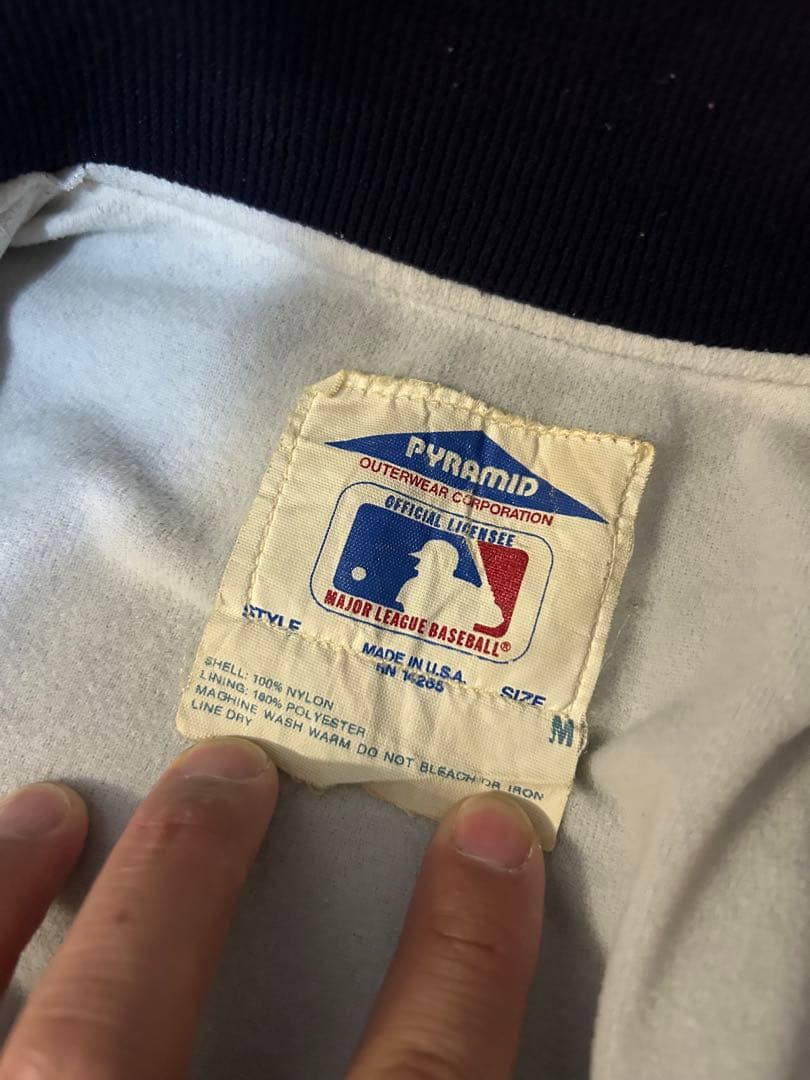 PYRAMID
OUTERWEAR CORPORATION
OFFICIAL LICENSEE
MAJOR LEAGUE BASEBALL®
STYLE
MADE IN U.S.A.
RN 14265
SIZE
M
SHELL: 100% NYLON
LINING: 100% POLYESTER
MACHINE WASH WARM DO NOT BLEACH OR IRON
LINE DRY